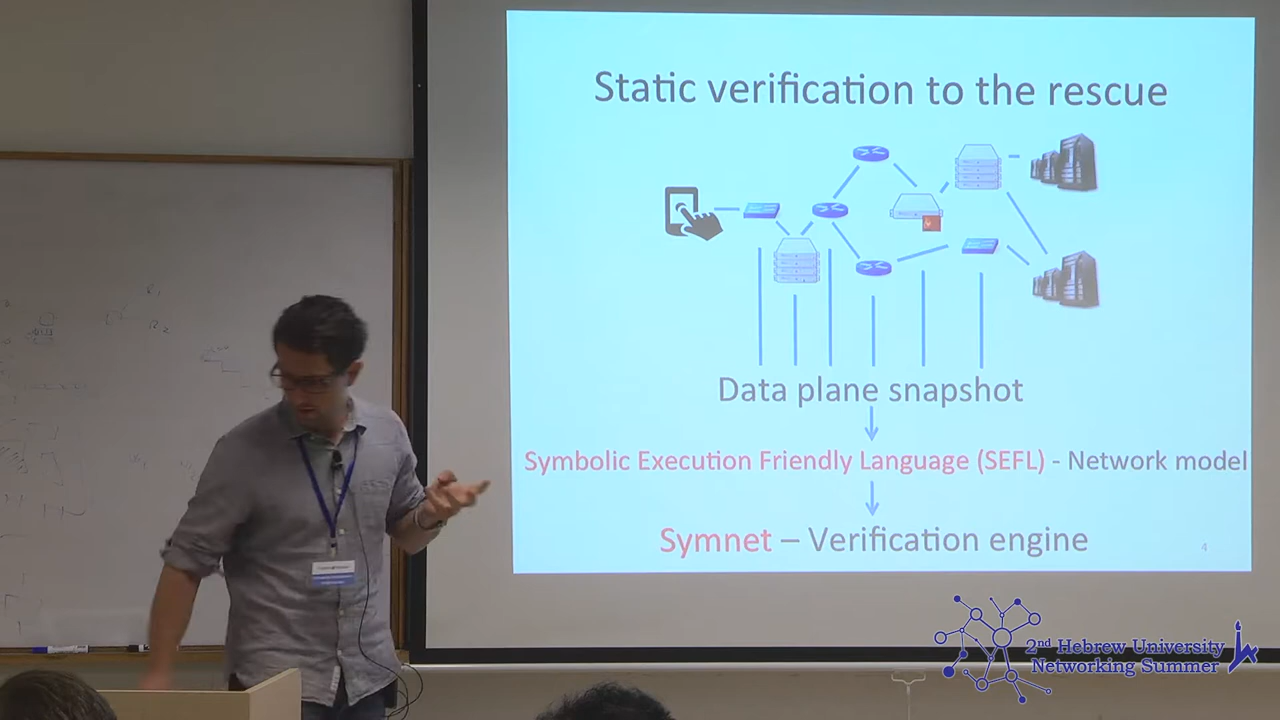 Static verification to the rescue
Data plane snapshot
Symbolic Execution Friendly Language (SEFL) - Network model
Symnet – Verification engine
4
2nd Hebrew University
Networking Summer